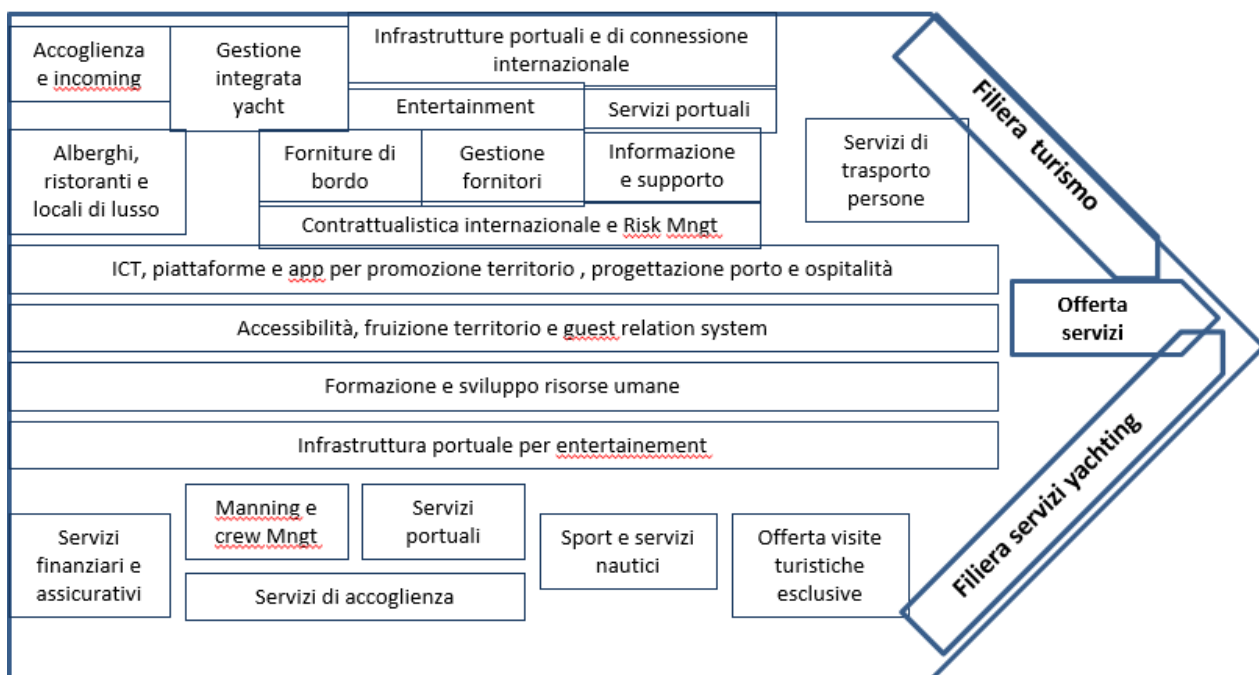 Accoglienza
e incoming
Gestione
integrata
yacht
Infrastrutture portuali e di connessione
internazionale
Entertainment
Servizi portuali
Alberghi,
ristoranti e
locali di lusso
Forniture di
bordo
Gestione
fornitori
Informazione
e supporto
Servizi di
trasporto
persone
Contrattualistica internazionale e Risk Mngt
ICT, piattaforme e app per promozione territorio , progettazione porto e ospitalità
Accessibilità, fruizione territorio e guest relation system
Formazione e sviluppo risorse umane
Infrastruttura portuale per entertainement
Servizi
finanziari e
assicurativi
Manning e
crew Mngt
Servizi
portuali
Servizi di accoglienza
Sport e servizi
nautici
Offerta visite
turistiche
esclusive
Filiera turismo
Offerta
servizi
Filiera servizi yachting